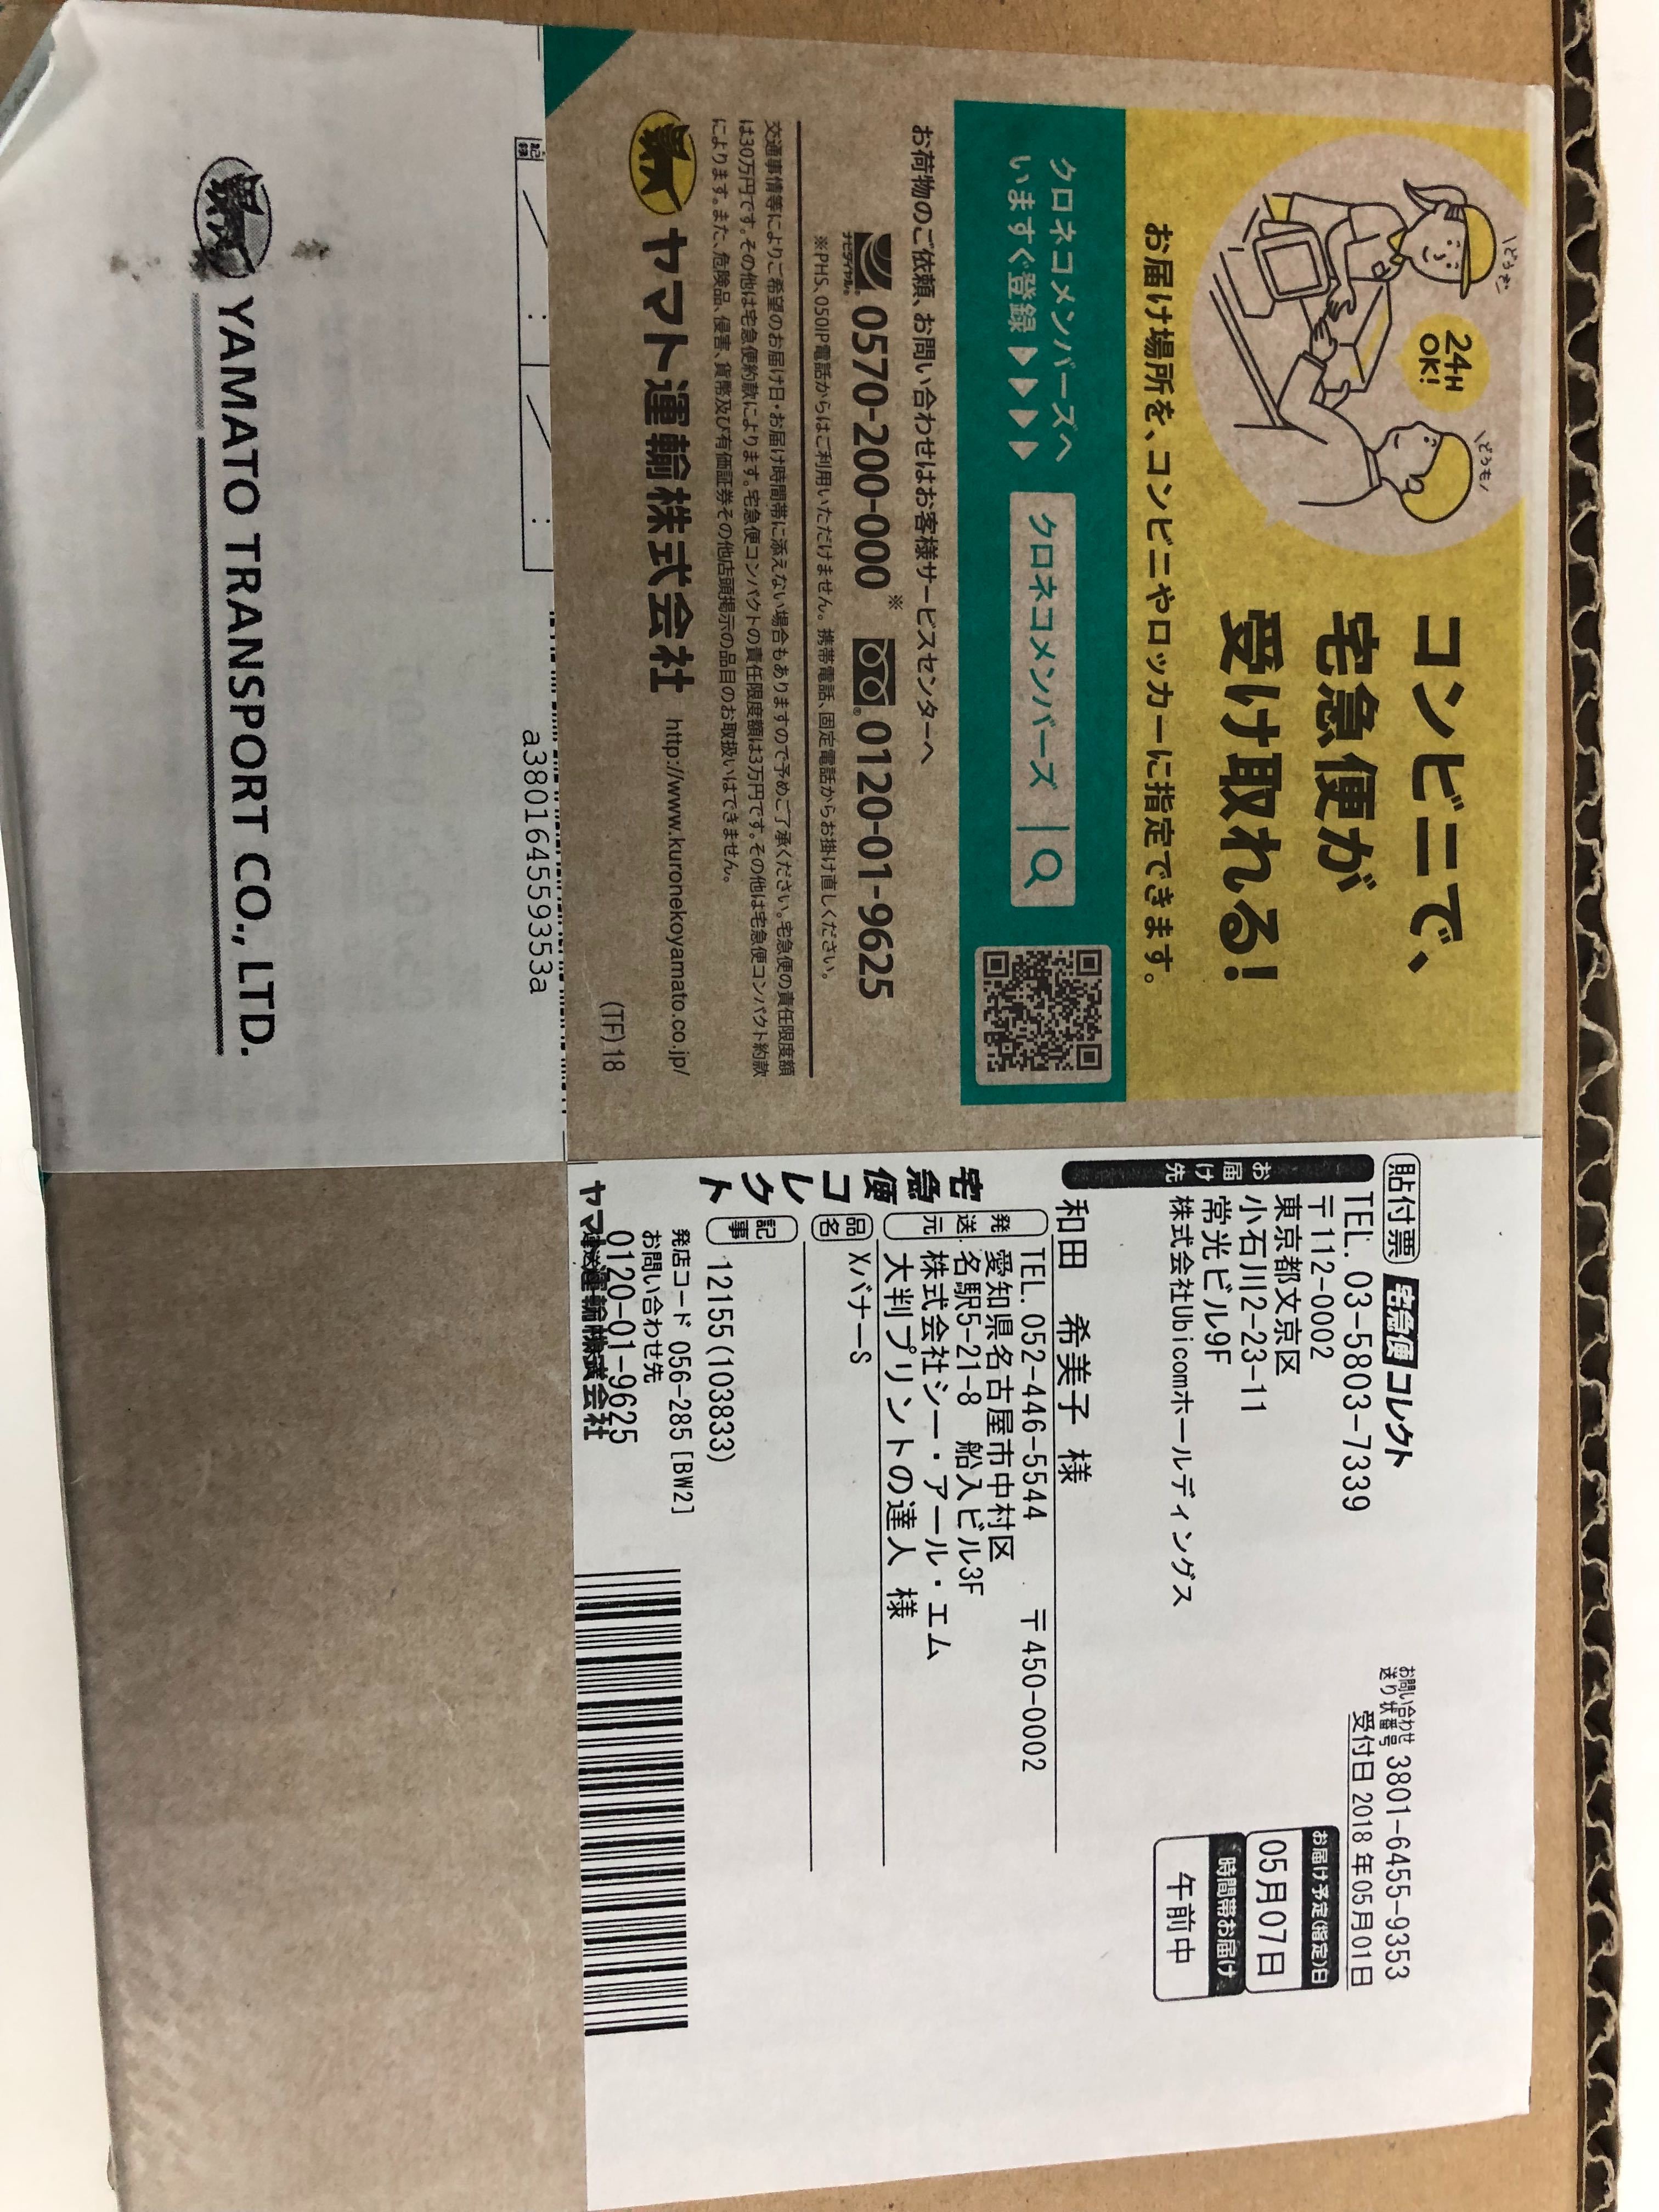 コンビニで、
宅急便が
受け取れる!
\どうぞ/
\どうも/
24H
OK!
お届け場所を、コンビニやロッカーに指定できます。
クロネコメンバーズへ
いますぐ登録▶▶▶▶
クロネコメンバーズ
お荷物のご依頼、お問い合わせはお客様サービスセンターへ
ナビダイヤル® 0570-200-000※ 0120-01-9625
※PHS、050IP電話からはご利用いただけません。携帯電話、固定電話からお掛け直しください。
交通事情等によりご希望のお届け日・お届け時間帯に添えない場合もありますので予めご了承ください。宅急便の責任限度額
は30万円です。その他は宅急便約款によります。宅急便コンパクトの責任限度額は3万円です。その他は宅急便コンパクト約款
によります。また、危険品、侵害、貨幣及び有価証券その他店頭掲示の品目のお取扱いはできません。
ヤマト運輸株式会社 http://www.kuronekoyamato.co.jp/
(TF)18
記録
a380164559353a
YAMATO TRANSPORT CO., LTD.
貼付票 宅急便コレクト
お問い合わせ
送り状番号 3801-6455-9353
受付日 2018 年05月01日
お届け先
TEL. 03-5803-7339
〒112-0002
東京都文京区
小石川2-23-11
常光ビル9F
株式会社Ubicomホールディングス
お届け予定(指定)日
05月07日
時間帯お届け
午前中
和田 希美子 様
発送元
TEL. 052-446-5544 〒450-0002
愛知県名古屋市中村区
名駅5-21-8 船入ビル3F
株式会社シー・アール・エム
大判プリントの達人 様
品名
Xバナーs
記事
12155(103833)
宅急便コレクト
発店コード 056-285 [BW2]
お問い合わせ先
0120-01-9625
ヤマト運輸株式会社